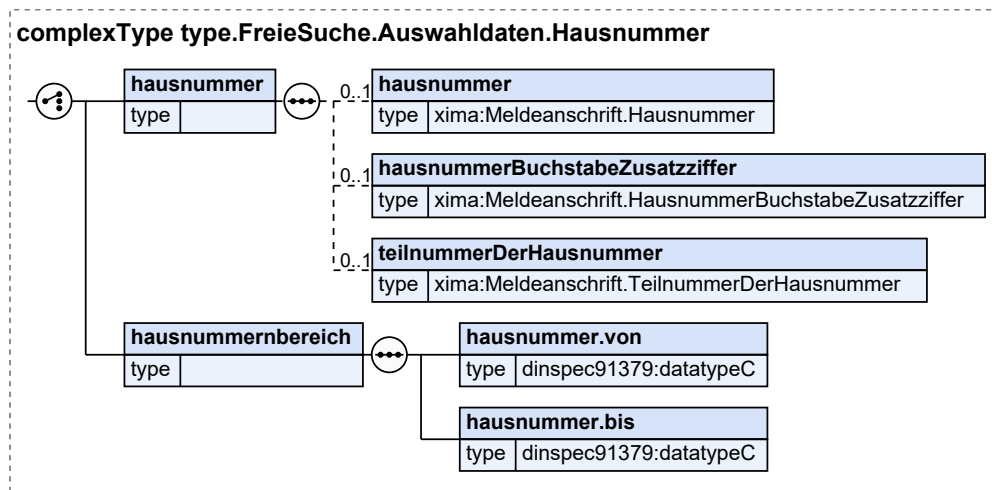 complexType type.FreieSuche.Auswahldaten.Hausnummer
hausnummer
type
0..1
hausnummer
type xima:Meldeanschrift.Hausnummer
0..1
hausnummerBuchstabeZusatzziffer
type xima:Meldeanschrift.HausnummerBuchstabeZusatzziffer
0..1
teilnummerDerHausnummer
type xima:Meldeanschrift.TeilnummerDerHausnummer
hausnummernbereich
type
hausnummer.von
type dinspec91379:datatypeC
hausnummer.bis
type dinspec91379:datatypeC